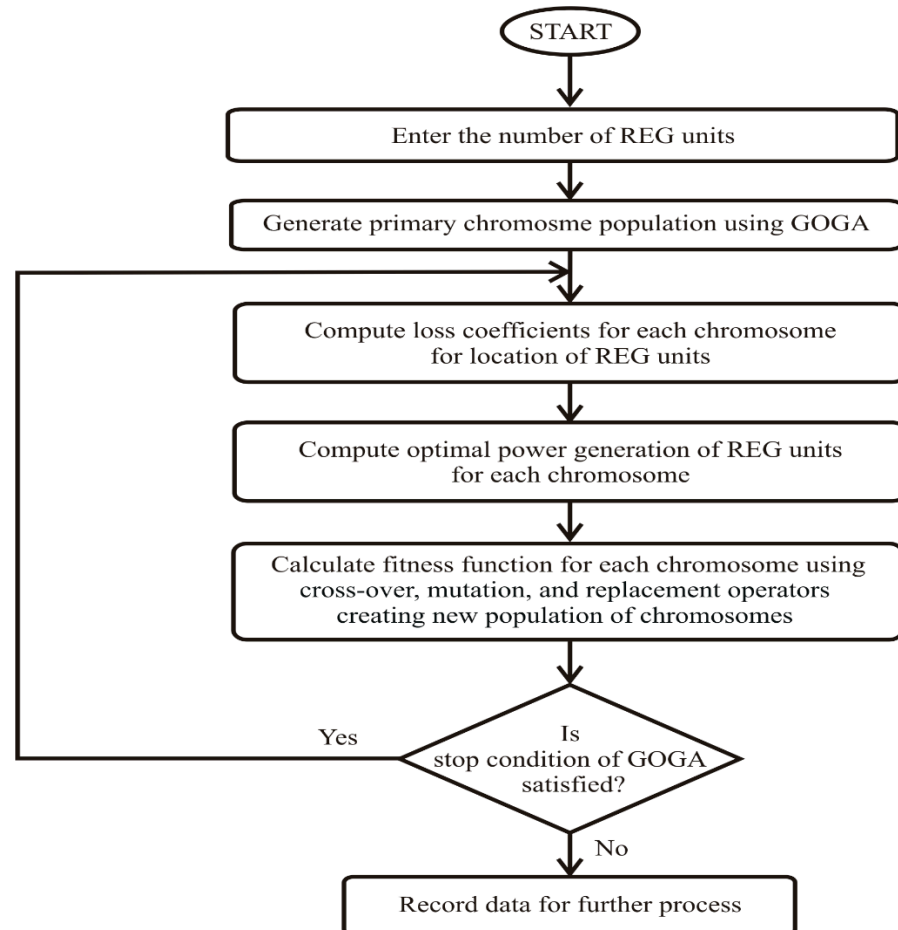 START
Enter the number of REG units
Generate primary chromosme population using GOGA
Compute loss coefficients for each chromosome
for location of REG units
Compute optimal power generation of REG units
for each chromosome
Calculate fitness function for each chromosome using
cross-over, mutation, and replacement operators
creating new population of chromosomes
Yes
Is
stop condition of GOGA
satisfied?
No
Record data for further process